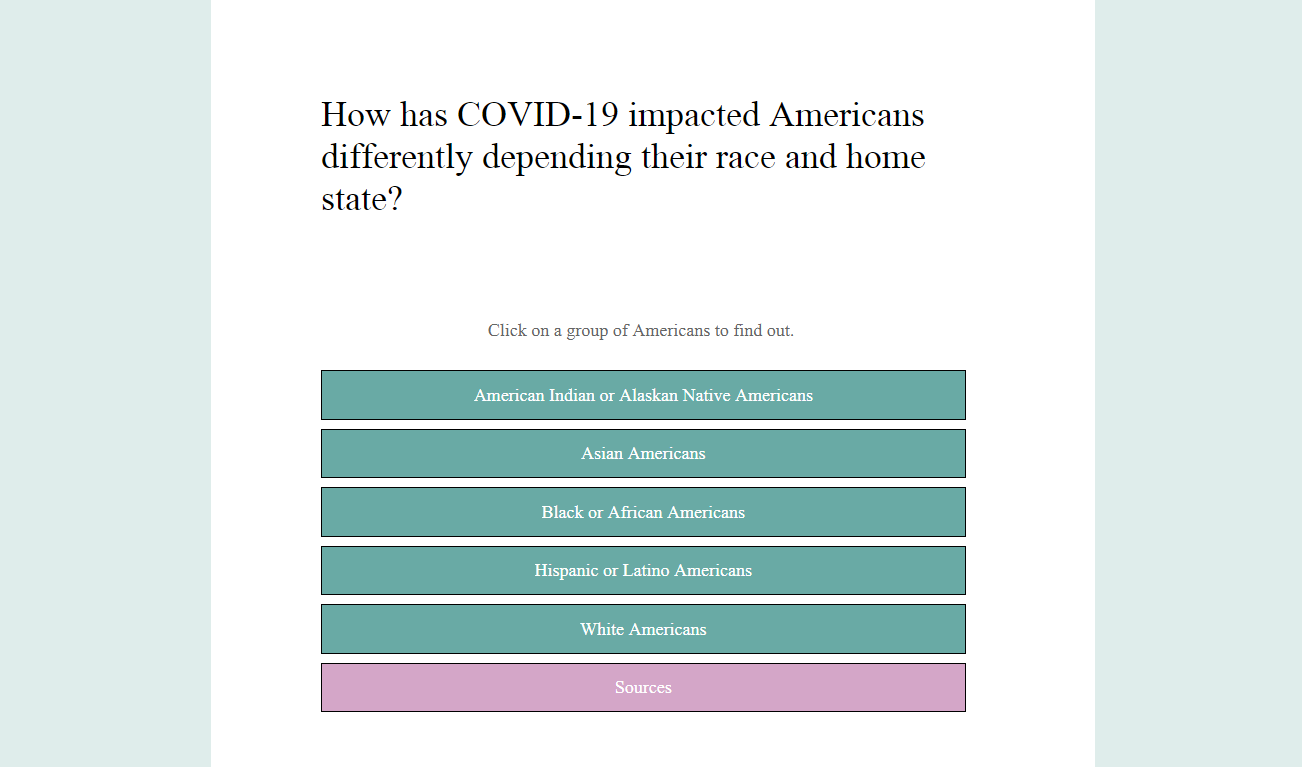 How has COVID-19 impacted Americans
differently depending their race and home
state?
Click on a group of Americans to find out.
American Indian or Alaskan Native Americans
Asian Americans
Black or African Americans
Hispanic or Latino Americans
White Americans
Sources